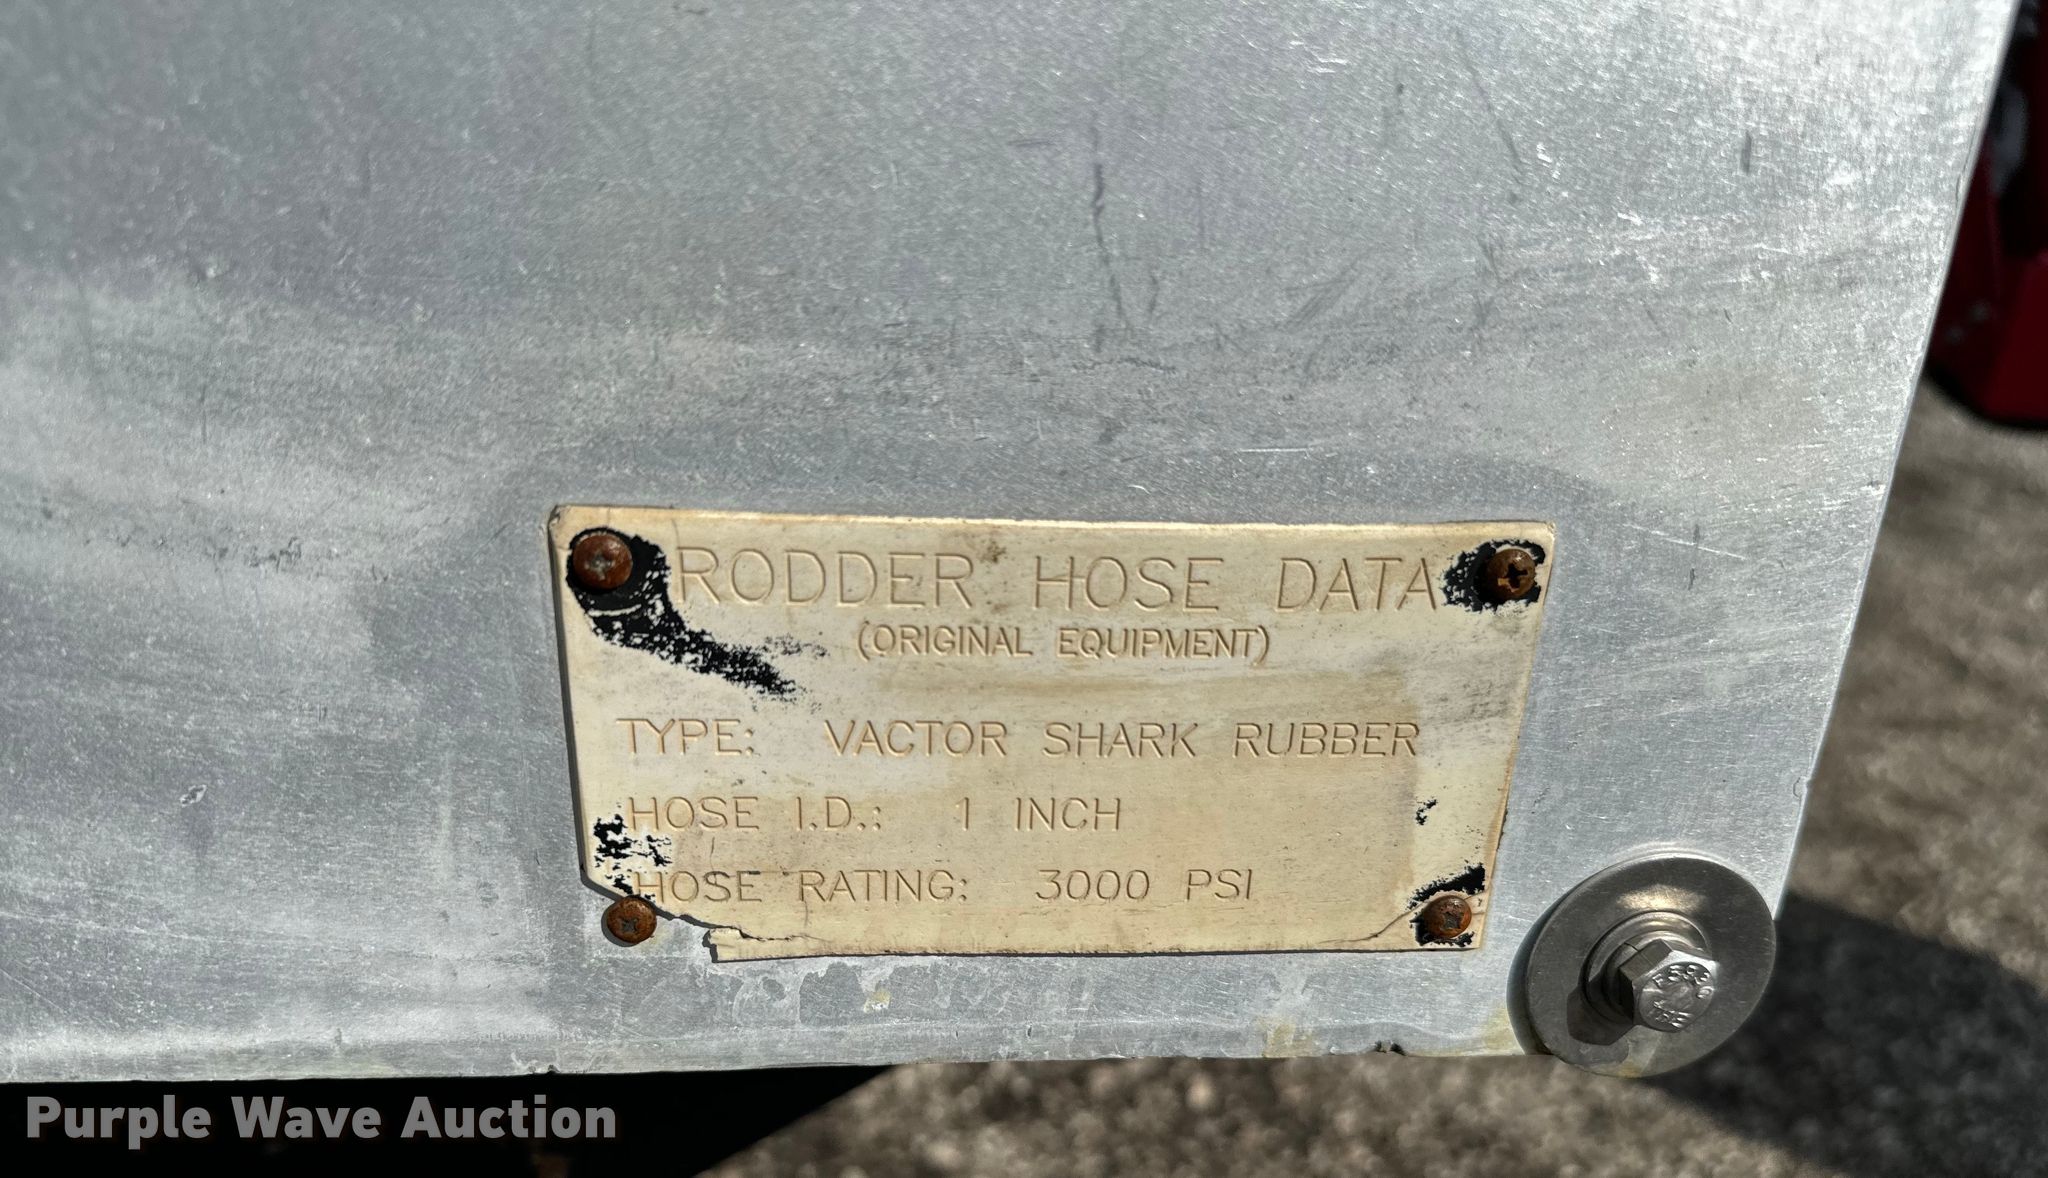 RODDER HOSE DATA
(ORIGINAL EQUIPMENT)
TYPE: VACTOR SHARK RUBBER
HOSE I.D.: 1 INCH
HOSE RATING: 3000 PSI
Purple Wave Auction